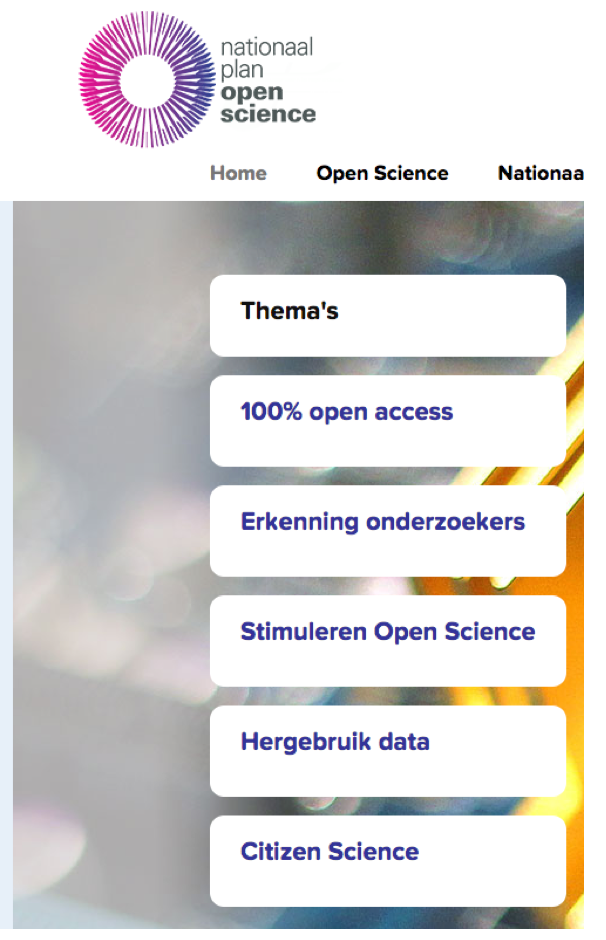 nationaal
plan
open
science
Home Open Science Nationaa
Thema's
100% open access
Erkenning onderzoekers
Stimuleren Open Science
Hergebruik data
Citizen Science